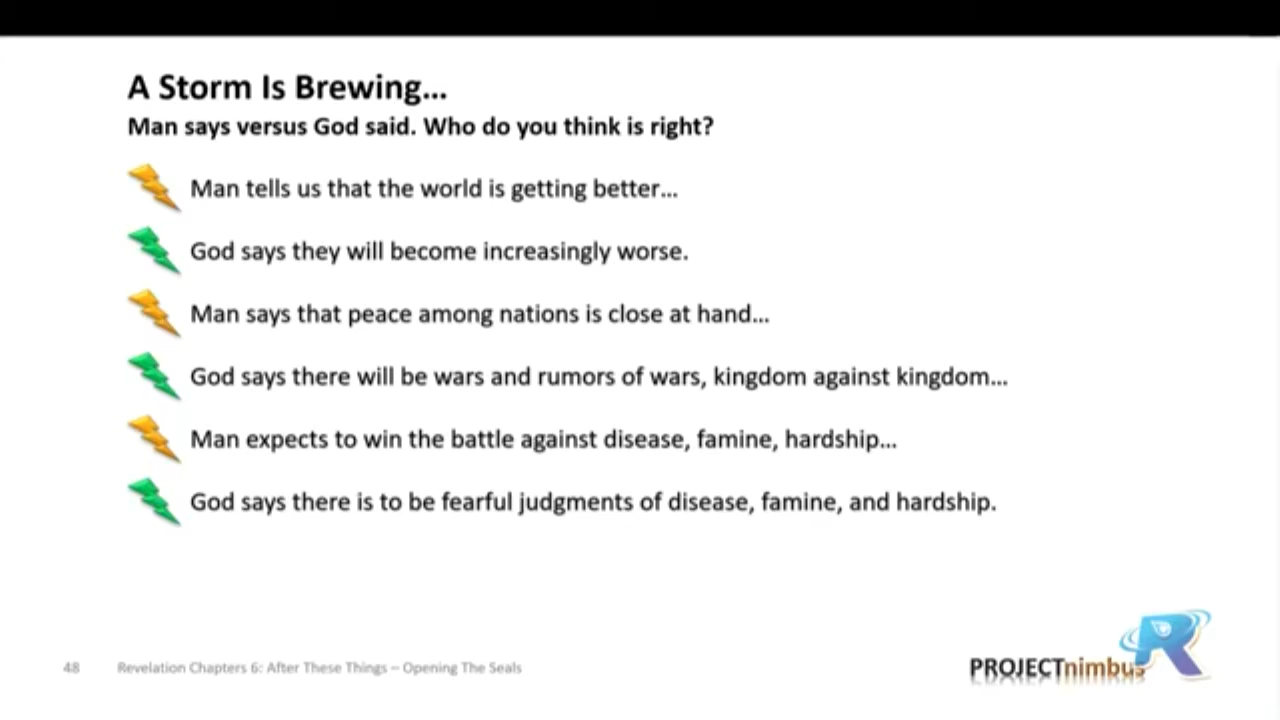 A Storm Is Brewing...
Man says versus God said. Who do you think is right?
Man tells us that the world is getting better...
God says they will become increasingly worse.
Man says that peace among nations is close at hand...
God says there will be wars and rumors of wars, kingdom against kingdom...
Man expects to win the battle against disease, famine, hardship...
God says there is to be fearful judgments of disease, famine, and hardship.
48 Revelation Chapters 6: After These Things – Opening The Seals
PROJECTnimbus
R